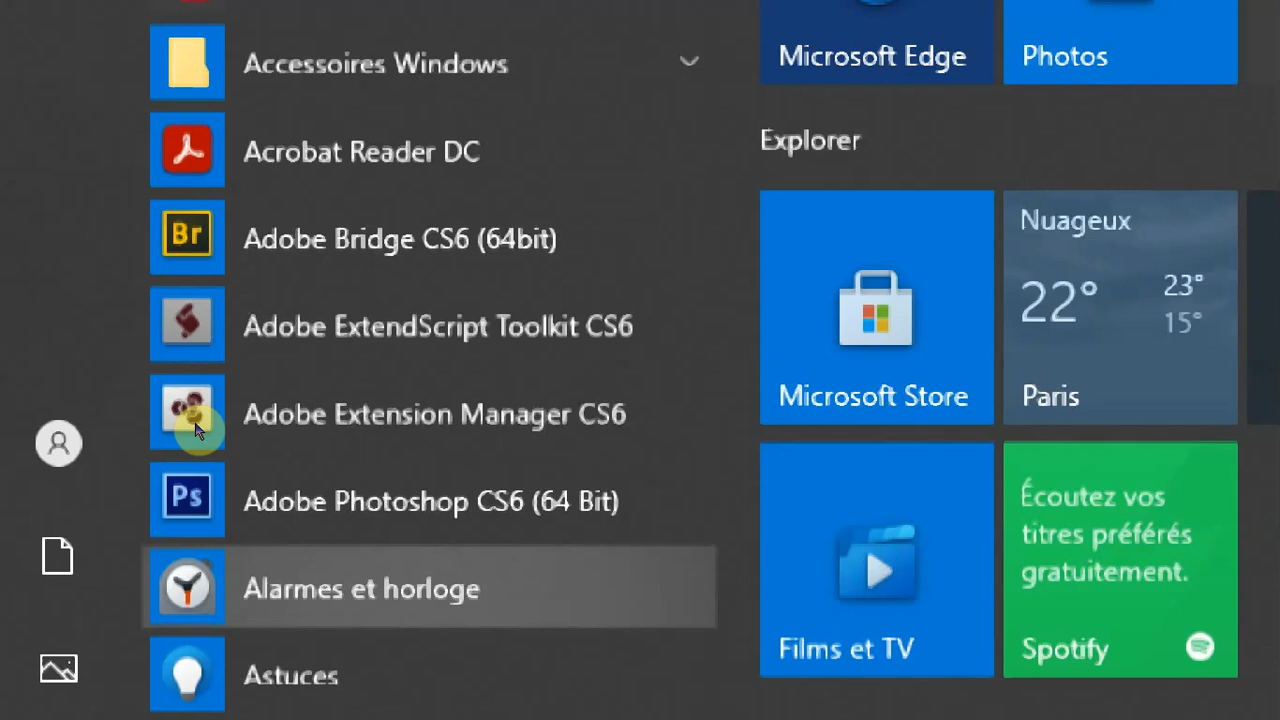 Accessoires Windows
Acrobat Reader DC
Br
Adobe Bridge CS6 (64bit)
Adobe ExtendScript Toolkit CS6
Adobe Extension Manager CS6
Ps
Adobe Photoshop CS6 (64 Bit)
Alarmes et horloge
Astuces
Microsoft Edge
Photos
Explorer
Microsoft Store
Nuageux
22°
23°
15°
Paris
Films et TV
Écoutez vos
titres préférés
gratuitement.
Spotify